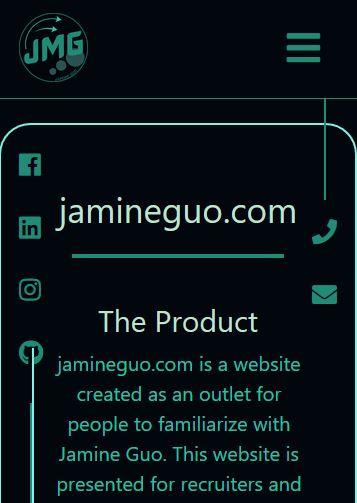 JMG
jamineguo.com
The Product
jamineguo.com is a website
created as an outlet for
people to familiarize with
Jamine Guo. This website is
presented for recruiters and